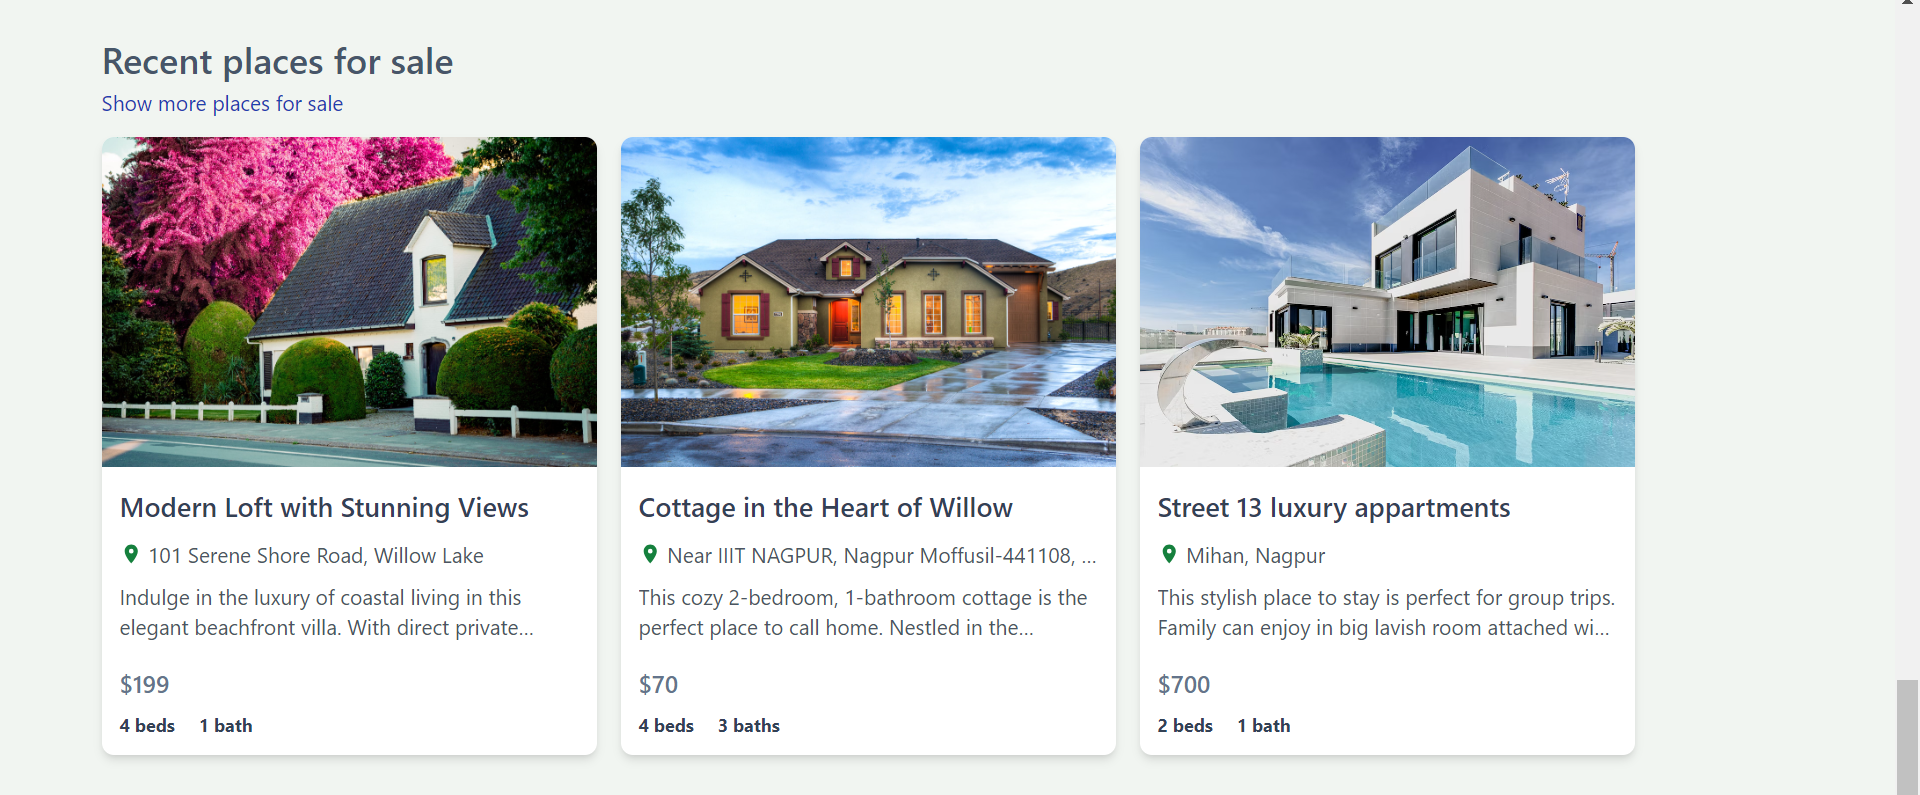 Recent places for sale
Show more places for sale
Modern Loft with Stunning Views
101 Serene Shore Road, Willow Lake
Indulge in the luxury of coastal living in this
elegant beachfront villa. With direct private...
$199
4 beds 1 bath
Cottage in the Heart of Willow
Near IIIT NAGPUR, Nagpur Moffusil-441108, ...
This cozy 2-bedroom, 1-bathroom cottage is the
perfect place to call home. Nestled in the...
$70
4 beds 3 baths
Street 13 luxury appartments
Mihan, Nagpur
This stylish place to stay is perfect for group trips.
Family can enjoy in big lavish room attached wi...
$700
2 beds 1 bath